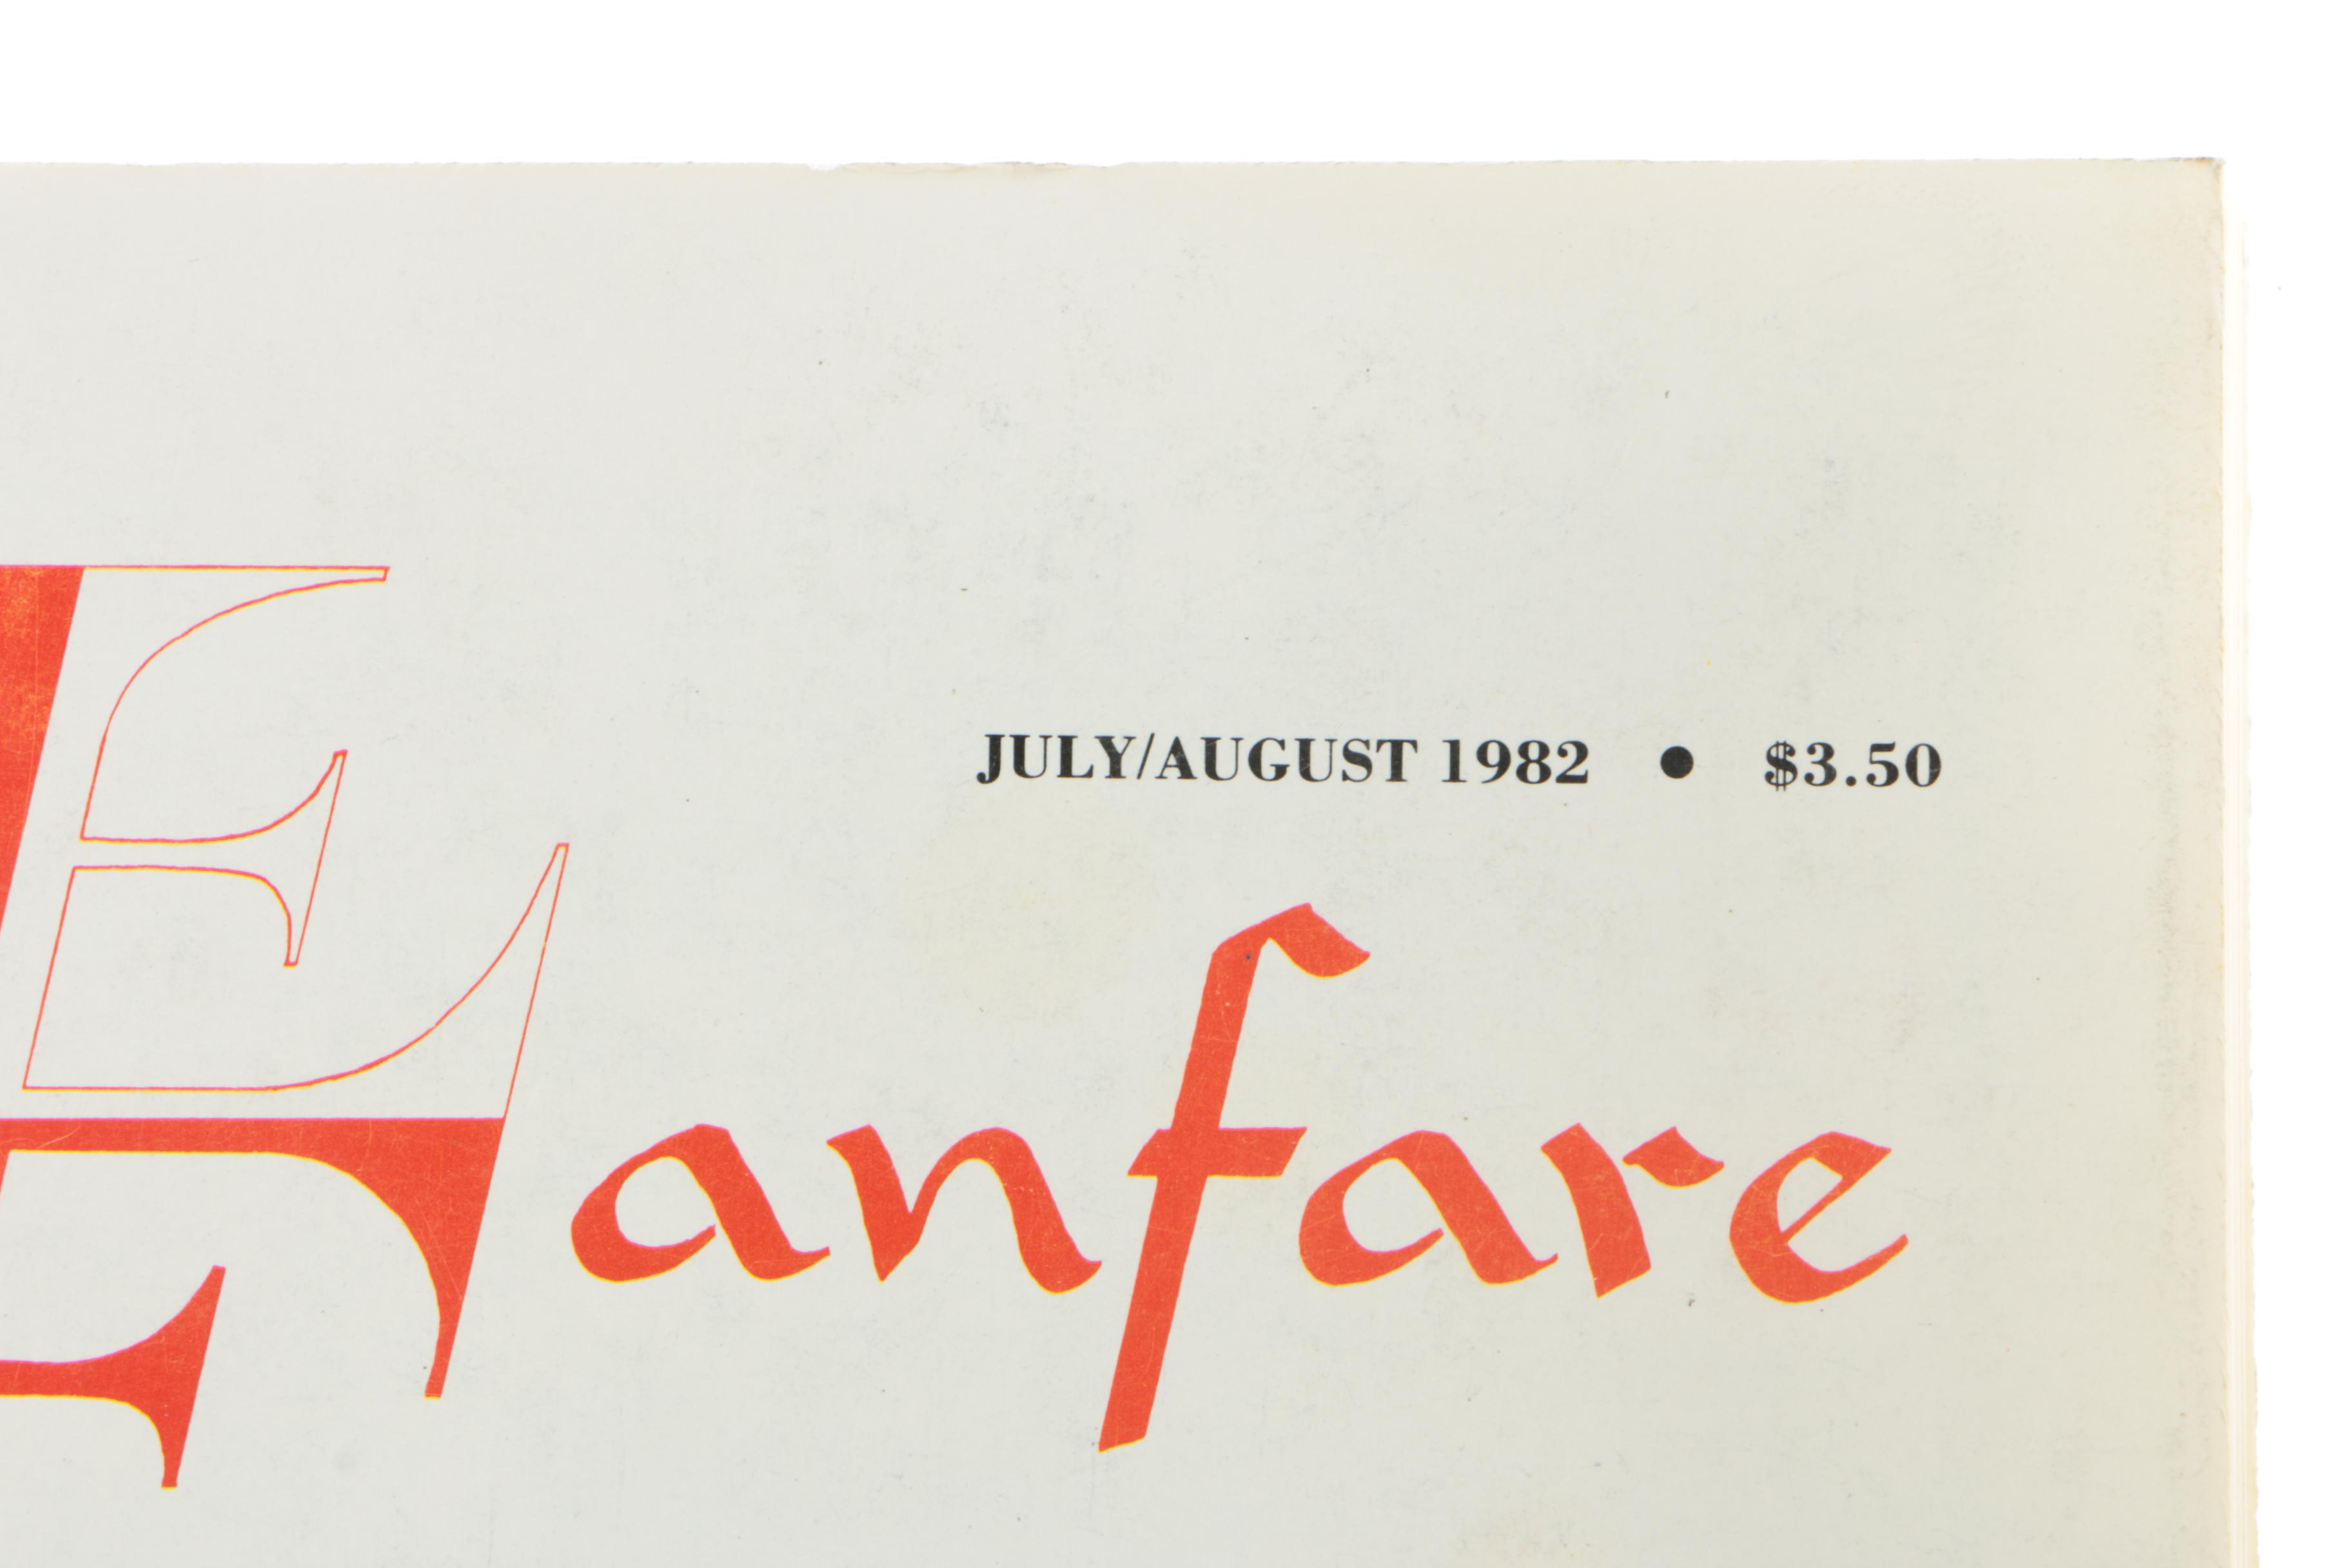 JULY/AUGUST 1982 ● $3.50
Fanfare